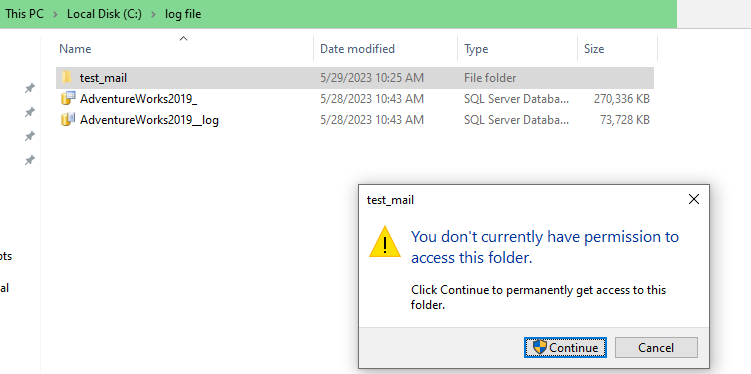 This PC > Local Disk (C:) > log file
Name Date modified Type Size
test_mail 5/29/2023 10:25 AM File folder
AdventureWorks2019_ 5/28/2023 10:43 AM SQL Server Databa... 270,336 KB
AdventureWorks2019__log 5/28/2023 10:43 AM SQL Server Databa... 73,728 KB
test_mail
You don't currently have permission to
access this folder.
Click Continue to permanently get access to this
folder.
Continue Cancel